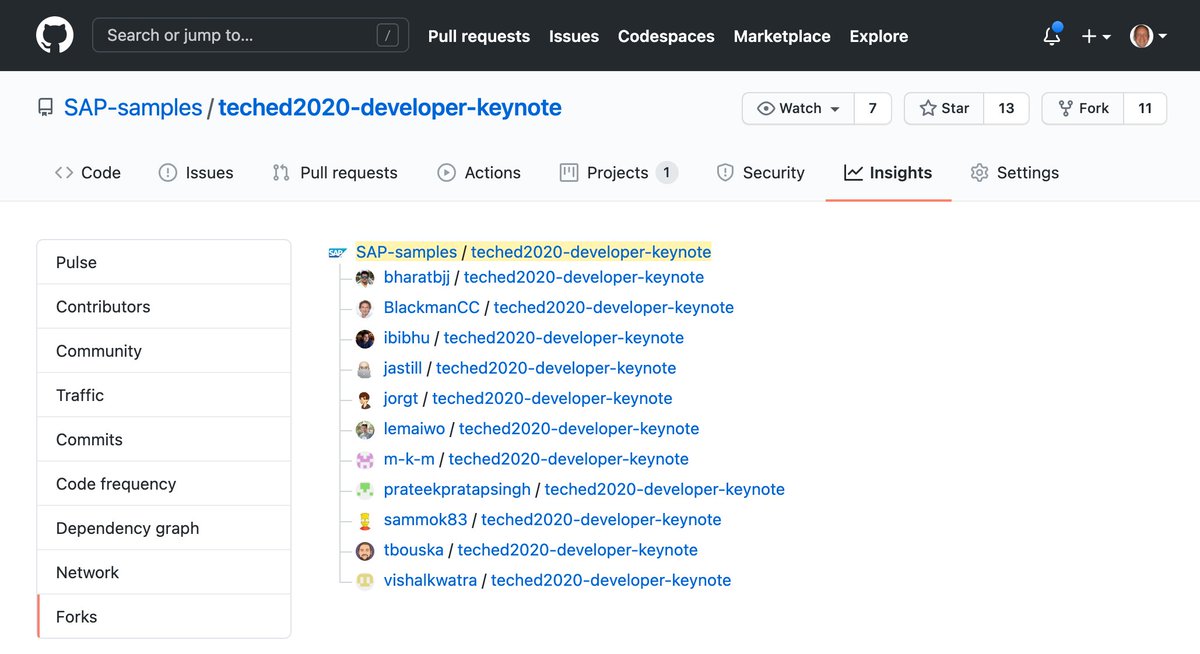 Search or jump to... / Pull requests Issues Codespaces Marketplace Explore
SAP-samples / teched2020-developer-keynote Watch 7 Star 13 Fork 11
Code Issues Pull requests Actions Projects 1 Security Insights Settings
Pulse
Contributors
Community
Traffic
Commits
Code frequency
Dependency graph
Network
Forks
SAP SAP-samples / teched2020-developer-keynote
bharatbjj / teched2020-developer-keynote
BlackmanCC / teched2020-developer-keynote
ibibhu / teched2020-developer-keynote
jastill / teched2020-developer-keynote
jorgt / teched2020-developer-keynote
lemaiwo / teched2020-developer-keynote
m-k-m / teched2020-developer-keynote
prateekpratapsingh / teched2020-developer-keynote
sammok83 / teched2020-developer-keynote
tbouska / teched2020-developer-keynote
vishalkwatra / teched2020-developer-keynote